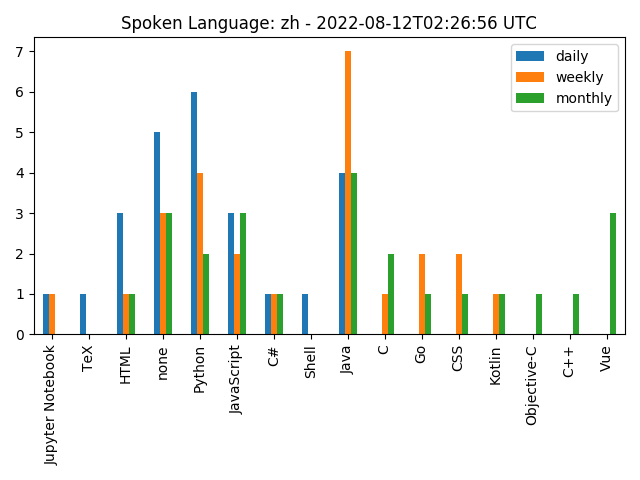 Spoken Language: zh - 2022-08-12T02:26:56 UTC
daily
weekly
monthly
7
6
5
4
3
2
1
0
Jupyter Notebook
TeX
HTML
none
Python
JavaScript
C#
Shell
Java
C
Go
CSS
Kotlin
Objective-C
C++
Vue